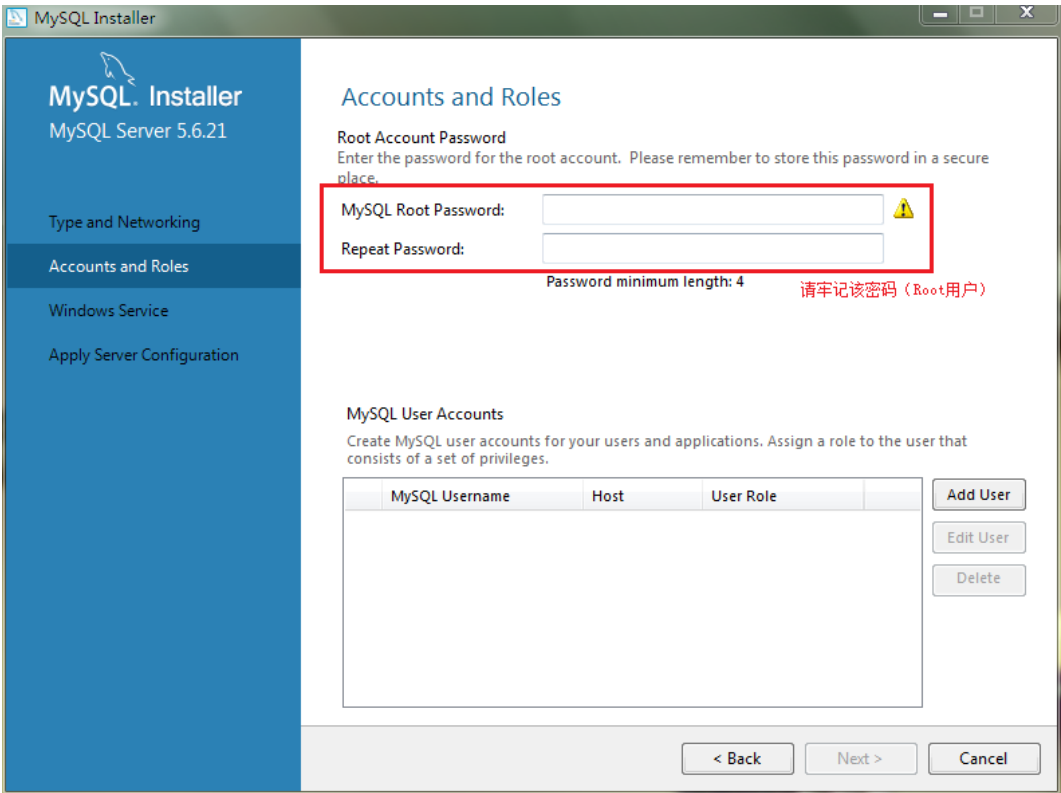 MySQL Installer
MySQL. Installer
MySQL Server 5.6.21
Type and Networking
Accounts and Roles
Windows Service
Apply Server Configuration
Accounts and Roles
Root Account Password
Enter the password for the root account.  Please remember to store this password in a secure
place.
MySQL Root Password:
Repeat Password:
Password minimum length: 4
请牢记该密码（Root用户）
MySQL User Accounts
Create MySQL user accounts for your users and applications. Assign a role to the user that
consists of a set of privileges.
MySQL Username Host User Role
Add User
Edit User
Delete
< Back Next > Cancel